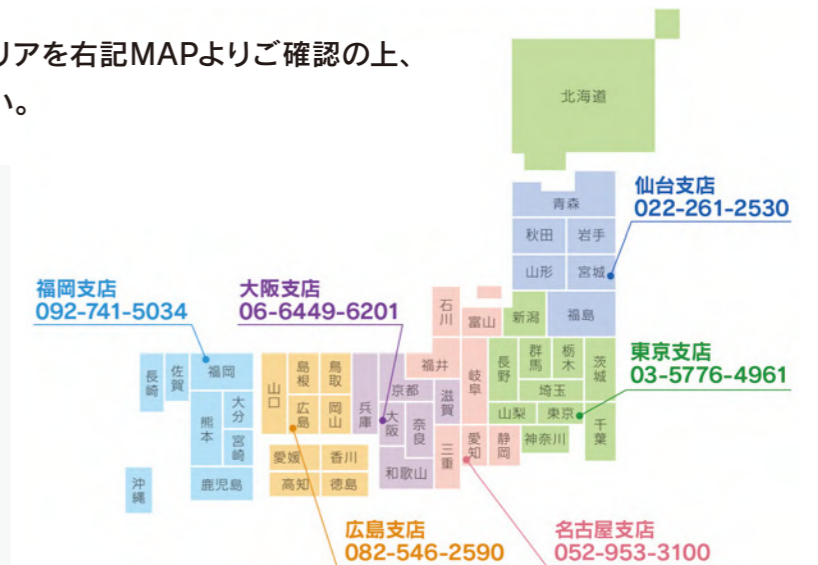 リアを右記MAPよりご確認の上、
い。
北海道
仙台支店
022-261-2530
青森
秋田
岩手
山形
宮城
福島
福岡支店
092-741-5034
大阪支店
06-6449-6201
石川
富山
新潟
東京支店
03-5776-4961
長崎
佐賀
福岡
山口
島根
鳥取
兵庫
京都
福井
滋賀
岐阜
長野
群馬
栃木
茨城
埼玉
熊本
大分
宮崎
広島
岡山
大阪
奈良
山梨
東京
千葉
愛知
静岡
神奈川
三重
沖縄
鹿児島
愛媛
香川
高知
徳島
和歌山
広島支店
082-546-2590
名古屋支店
052-953-3100